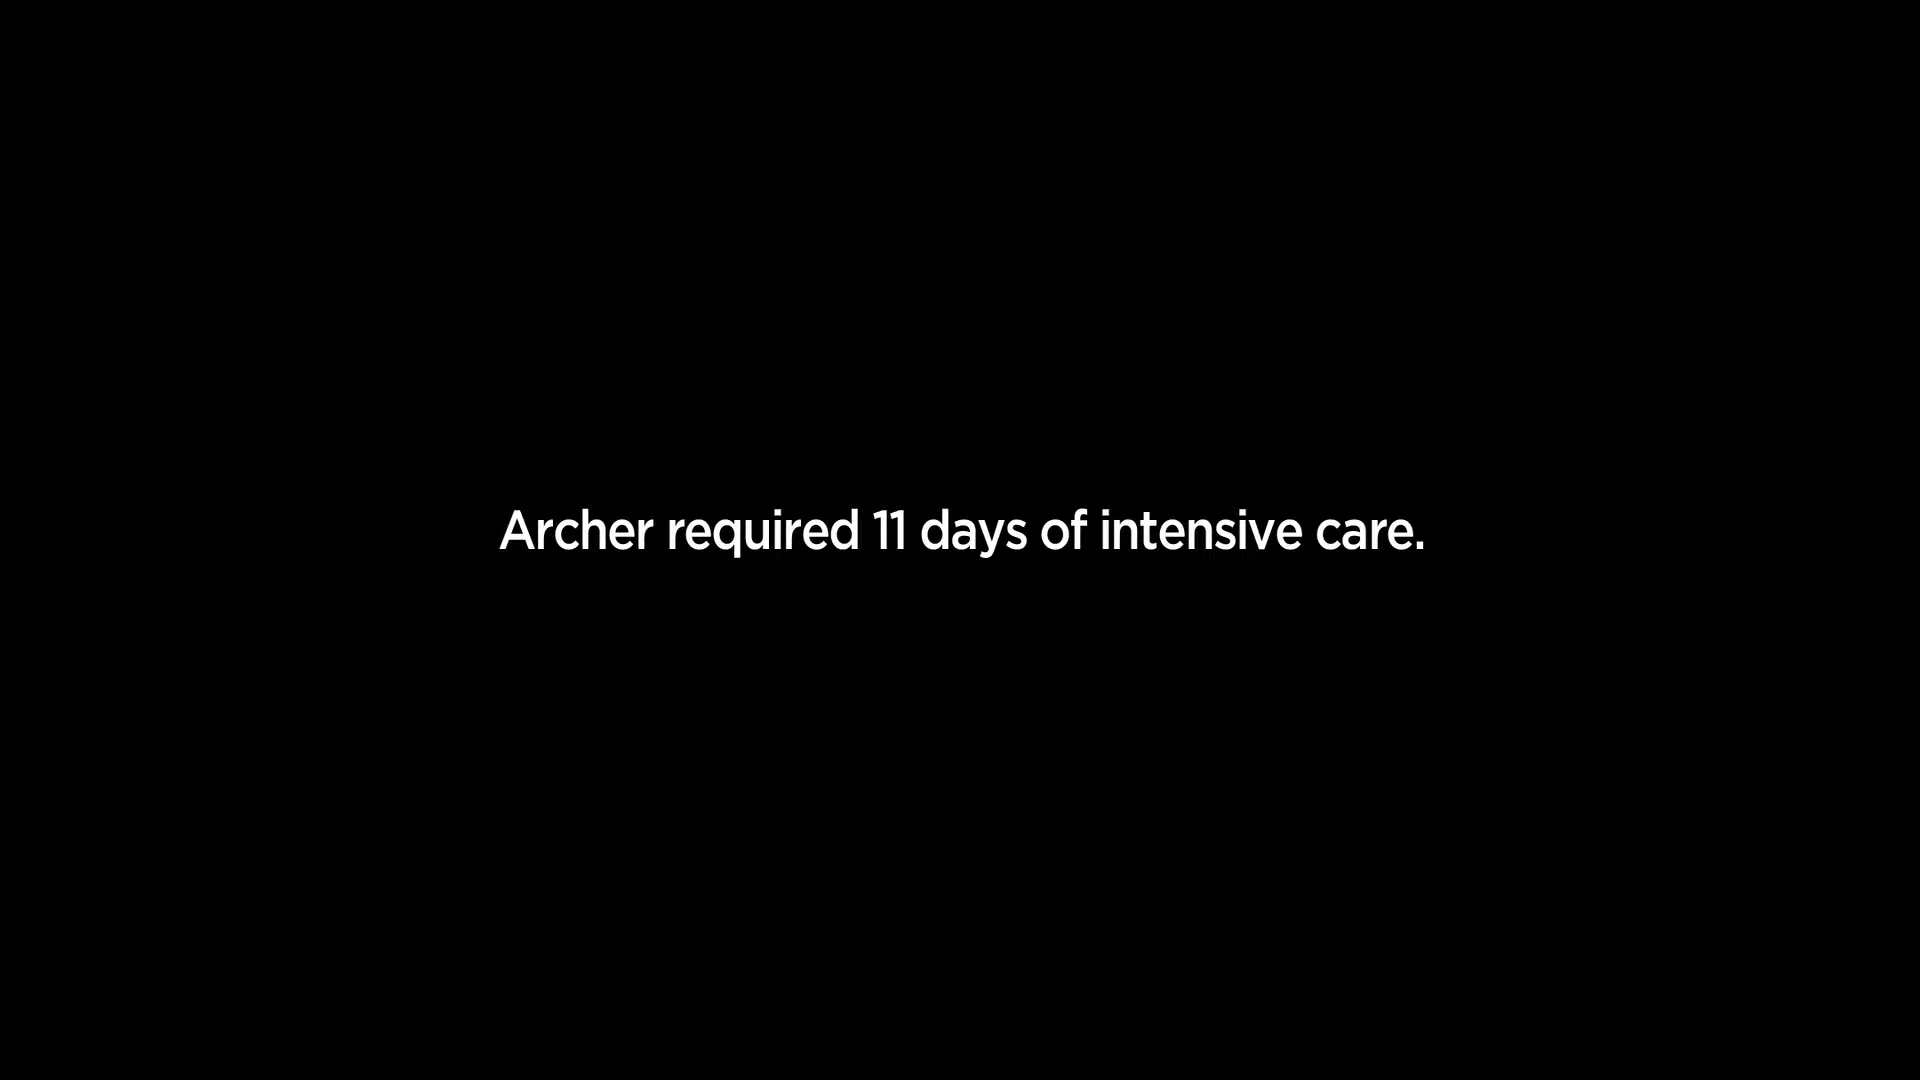 Archer required 11 days of intensive care.